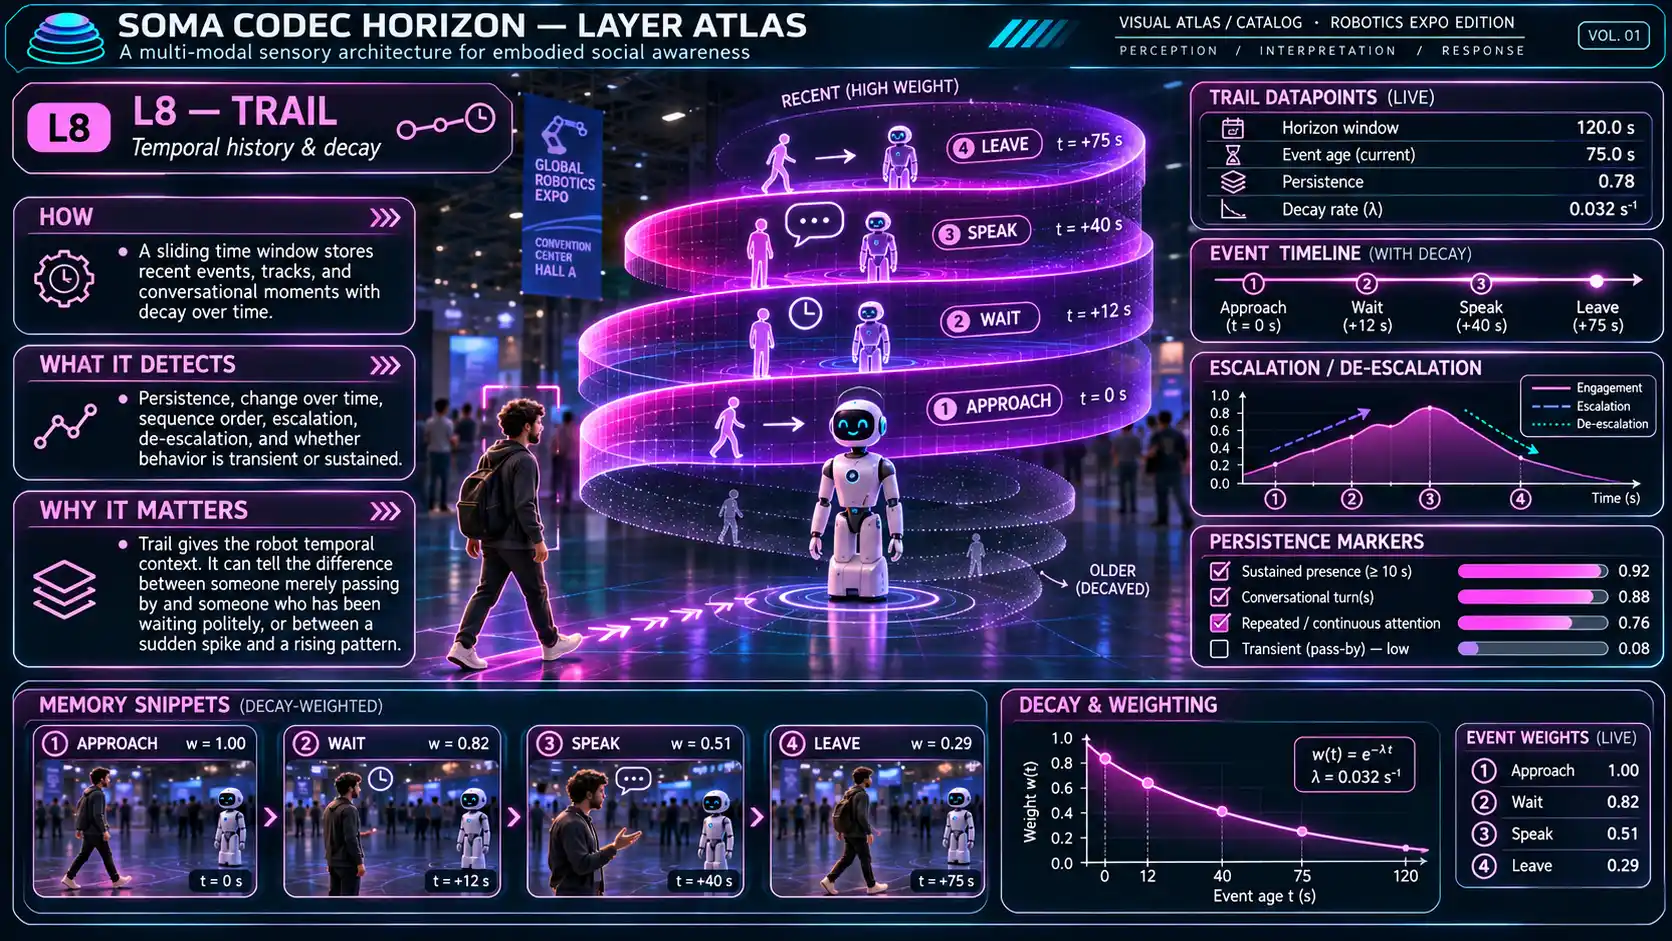 SOMA CODEC HORIZON — LAYER ATLAS
A multi-modal sensory architecture for embodied social awareness
VISUAL ATLAS / CATALOG · ROBOTICS EXPO EDITION
PERCEPTION / INTERPRETATION / RESPONSE
VOL. 01
L8
L8 — TRAIL
Temporal history & decay
HOW
A sliding time window stores
recent events, tracks, and
conversational moments with
decay over time.
WHAT IT DETECTS
Persistence, change over time,
sequence order, escalation,
de-escalation, and whether
behavior is transient or sustained.
WHY IT MATTERS
Trail gives the robot temporal
context. It can tell the difference
between someone merely passing
by and someone who has been
waiting politely, or between a
sudden spike and a rising pattern.
GLOBAL
ROBOTICS
EXPO
CONVENTION
CENTER
HALL A
RECENT (HIGH WEIGHT)
4 LEAVE t = +75 s
3 SPEAK t = +40 s
2 WAIT t = +12 s
1 APPROACH t = 0 s
OLDER
(DECAYED)
TRAIL DATAPOINTS (LIVE)
Horizon window 120.0 s
Event age (current) 75.0 s
Persistence 0.78
Decay rate (λ) 0.032 s⁻¹
EVENT TIMELINE (WITH DECAY)
1 2 3
Approach Wait Speak Leave
(t = 0 s) (+12 s) (+40 s) (+75 s)
ESCALATION / DE-ESCALATION
Engagement
Escalation
De-escalation
1.0
0.8
0.6
0.4
0.2
0.0
1 2 3 4 Time (s)
PERSISTENCE MARKERS
Sustained presence (≥ 10 s) 0.92
Conversational turn(s) 0.88
Repeated / continuous attention 0.76
Transient (pass-by) — low 0.08
MEMORY SNIPPETS (DECAY-WEIGHTED)
1 APPROACH w = 1.00
t = 0 s
2 WAIT w = 0.82
t = +12 s
3 SPEAK w = 0.51
t = +40 s
4 LEAVE w = 0.29
t = +75 s
DECAY & WEIGHTING
Weight w(t)
1.0
0.8
0.6
0.4
0.2
0.0
w(t) = e⁻λᵗ
λ = 0.032 s⁻¹
0 12 40 75 120
Event age t (s)
EVENT WEIGHTS (LIVE)
1 Approach 1.00
2 Wait 0.82
3 Speak 0.51
4 Leave 0.29